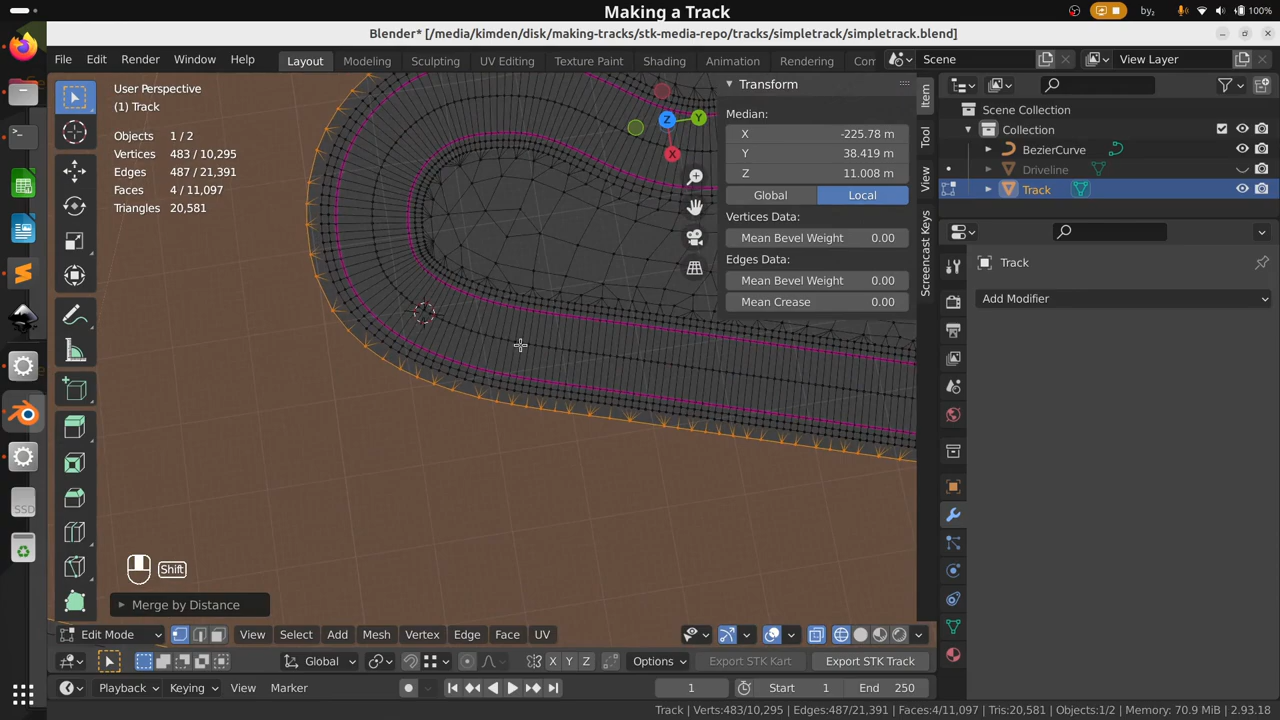 Making a Track
by₂
100%
Blender* [/media/kimden/disk/making-tracks/stk-media-repo/tracks/simpletrack/simpletrack.blend]
File Edit Render Window Help Layout Modeling Sculpting UV Editing Texture Paint Shading Animation Rendering Con Scene View Layer
User Perspective
(1) Track
Objects 1 / 2
Vertices 483 / 10,295
Edges 487 / 21,391
Faces 4 / 11,097
Triangles 20,581
Z Y X
Transform
Median:
X -225.78 m
Y 38.419 m
Z 11.008 m
Global Local
Vertices Data:
Mean Bevel Weight 0.00
Edges Data:
Mean Bevel Weight 0.00
Mean Crease 0.00
Item
Tool
View
Screencast Keys
Scene Collection
Collection
BezierCurve
Driveline
Track
Track
Add Modifier
SSD
Shift
Merge by Distance
Edit Mode View Select Add Mesh Vertex Edge Face UV
Global X Y Z Options Export STK Kart Export STK Track
Playback Keying View Marker 1 Start 1 End 250
Track | Verts:483/10,295 | Edges:487/21,391 | Faces:4/11,097 | Tris:20,581 | Objects:1/2 | Memory: 70.9 MiB | 2.93.18